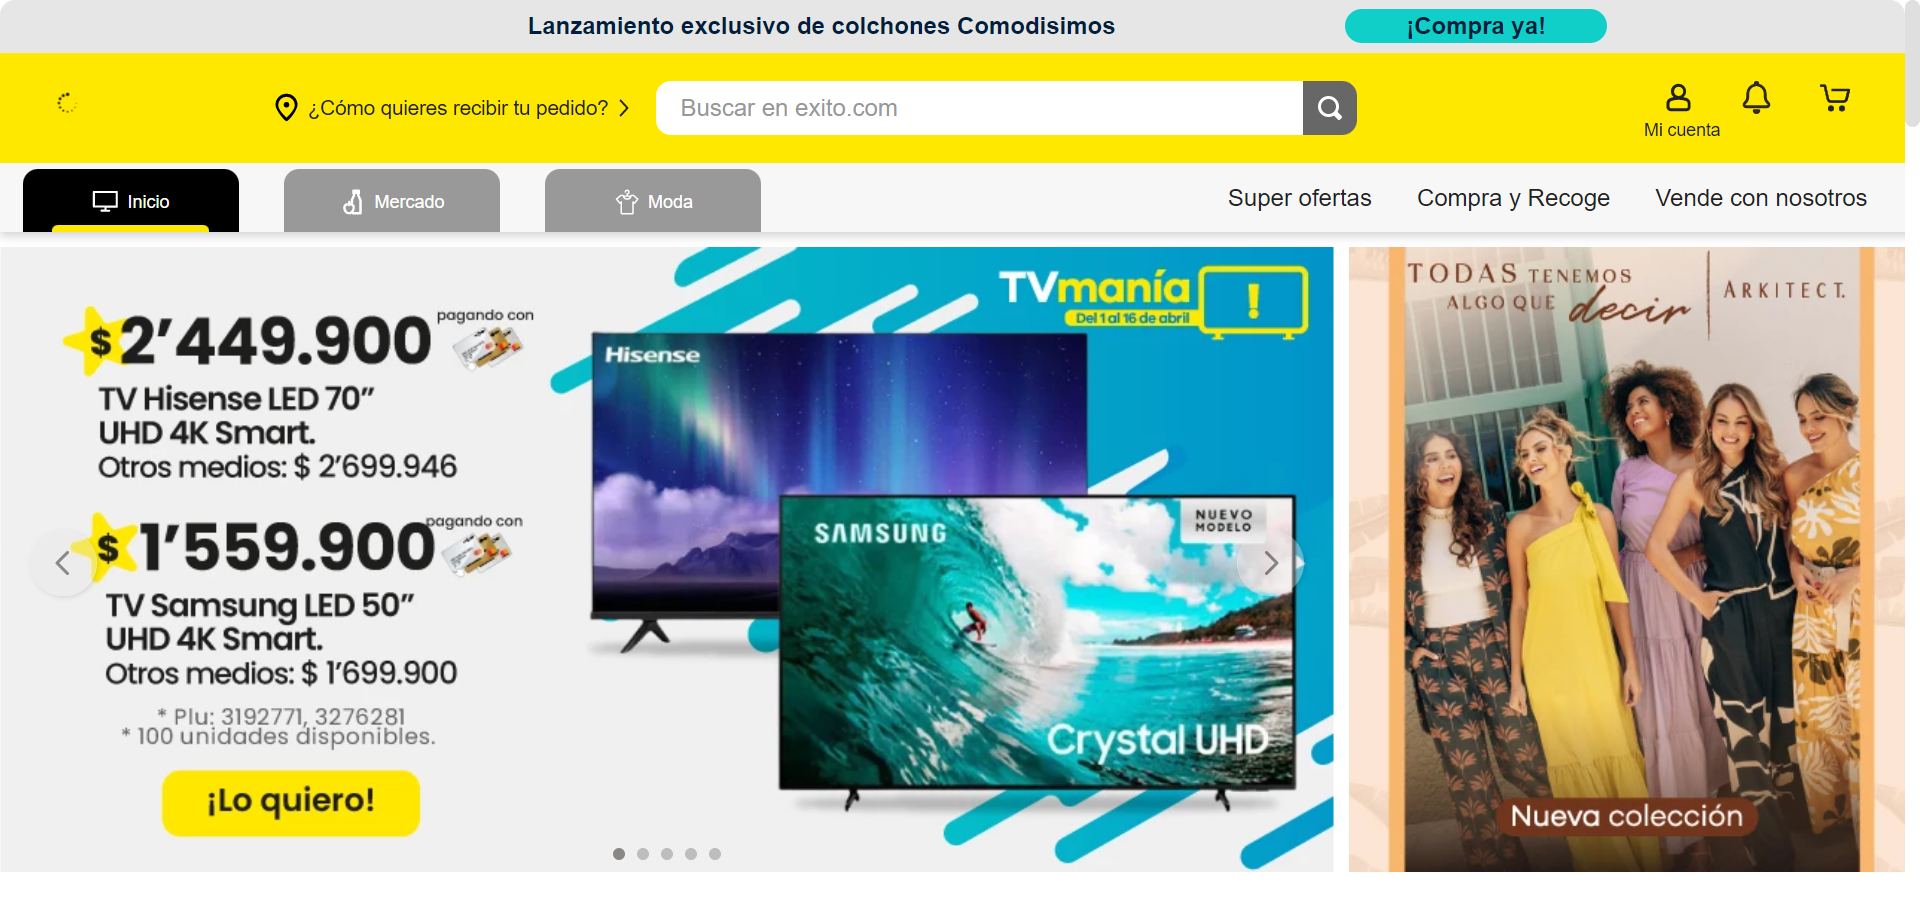 Lanzamiento exclusivo de colchones Comodisimos
¡Compra ya!
¿Cómo quieres recibir tu pedido?
Buscar en exito.com
Mi cuenta
Inicio
Mercado
Moda
Super ofertas
Compra y Recoge
Vende con nosotros
$ 2’449.900
pagando con
TV Hisense LED 70”
UHD 4K Smart.
Otros medios: $ 2’699.946
$ 1’559.900
pagando con
TV Samsung LED 50”
UHD 4K Smart.
Otros medios: $ 1’699.900
* Plu: 3192771, 3276281
* 100 unidades disponibles.
¡Lo quiero!
TVmanía
Del 1 al 16 de abril
!
Hisense
SAMSUNG
NUEVO
MODELO
Crystal UHD
TODAS TENEMOS
ALGO QUE decir
ARKITECT.
Nueva colección